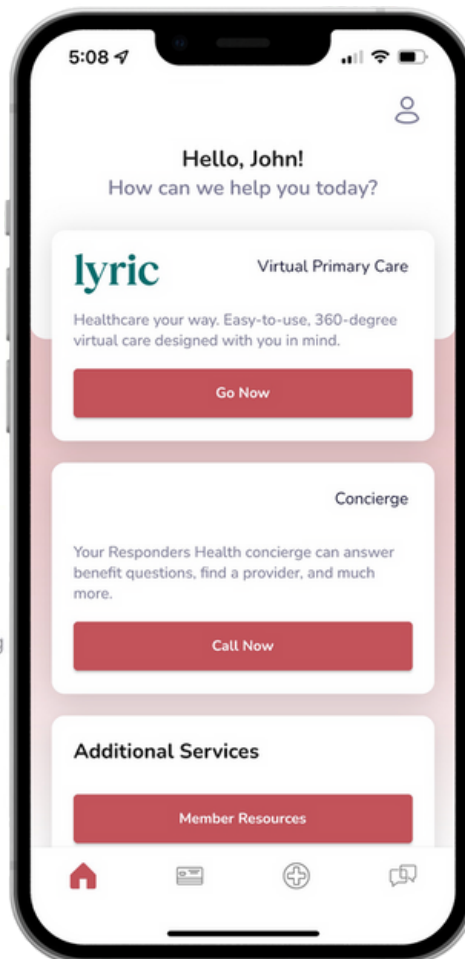 5:08
Hello, John!
How can we help you today?
lyric
Virtual Primary Care
Healthcare your way. Easy-to-use, 360-degree
virtual care designed with you in mind.
Go Now
Concierge
Your Responders Health concierge can answer
benefit questions, find a provider, and much
more.
Call Now
g
Additional Services
Member Resources